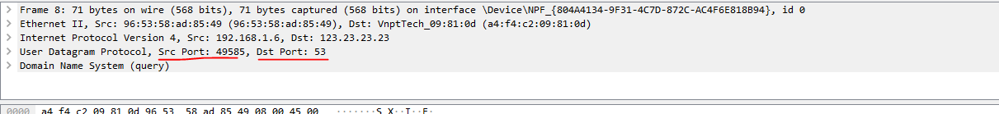 Frame 8: 71 bytes on wire (568 bits), 71 bytes captured (568 bits) on interface \Device\NPF_{804A4134-9F31-4C7D-872C-AC4F6E818B94}, id 0
Ethernet II, Src: 96:53:58:ad:85:49 (96:53:58:ad:85:49), Dst: VnptTech_09:81:0d (a4:f4:c2:09:81:0d)
Internet Protocol Version 4, Src: 192.168.1.6, Dst: 123.23.23.23
User Datagram Protocol, Src Port: 49585, Dst Port: 53
Domain Name System (query)
0000 a4 f4 c2 09 81 0d 96 53 58 ad 85 49 08 00 45 00 ·······S X··I··E·